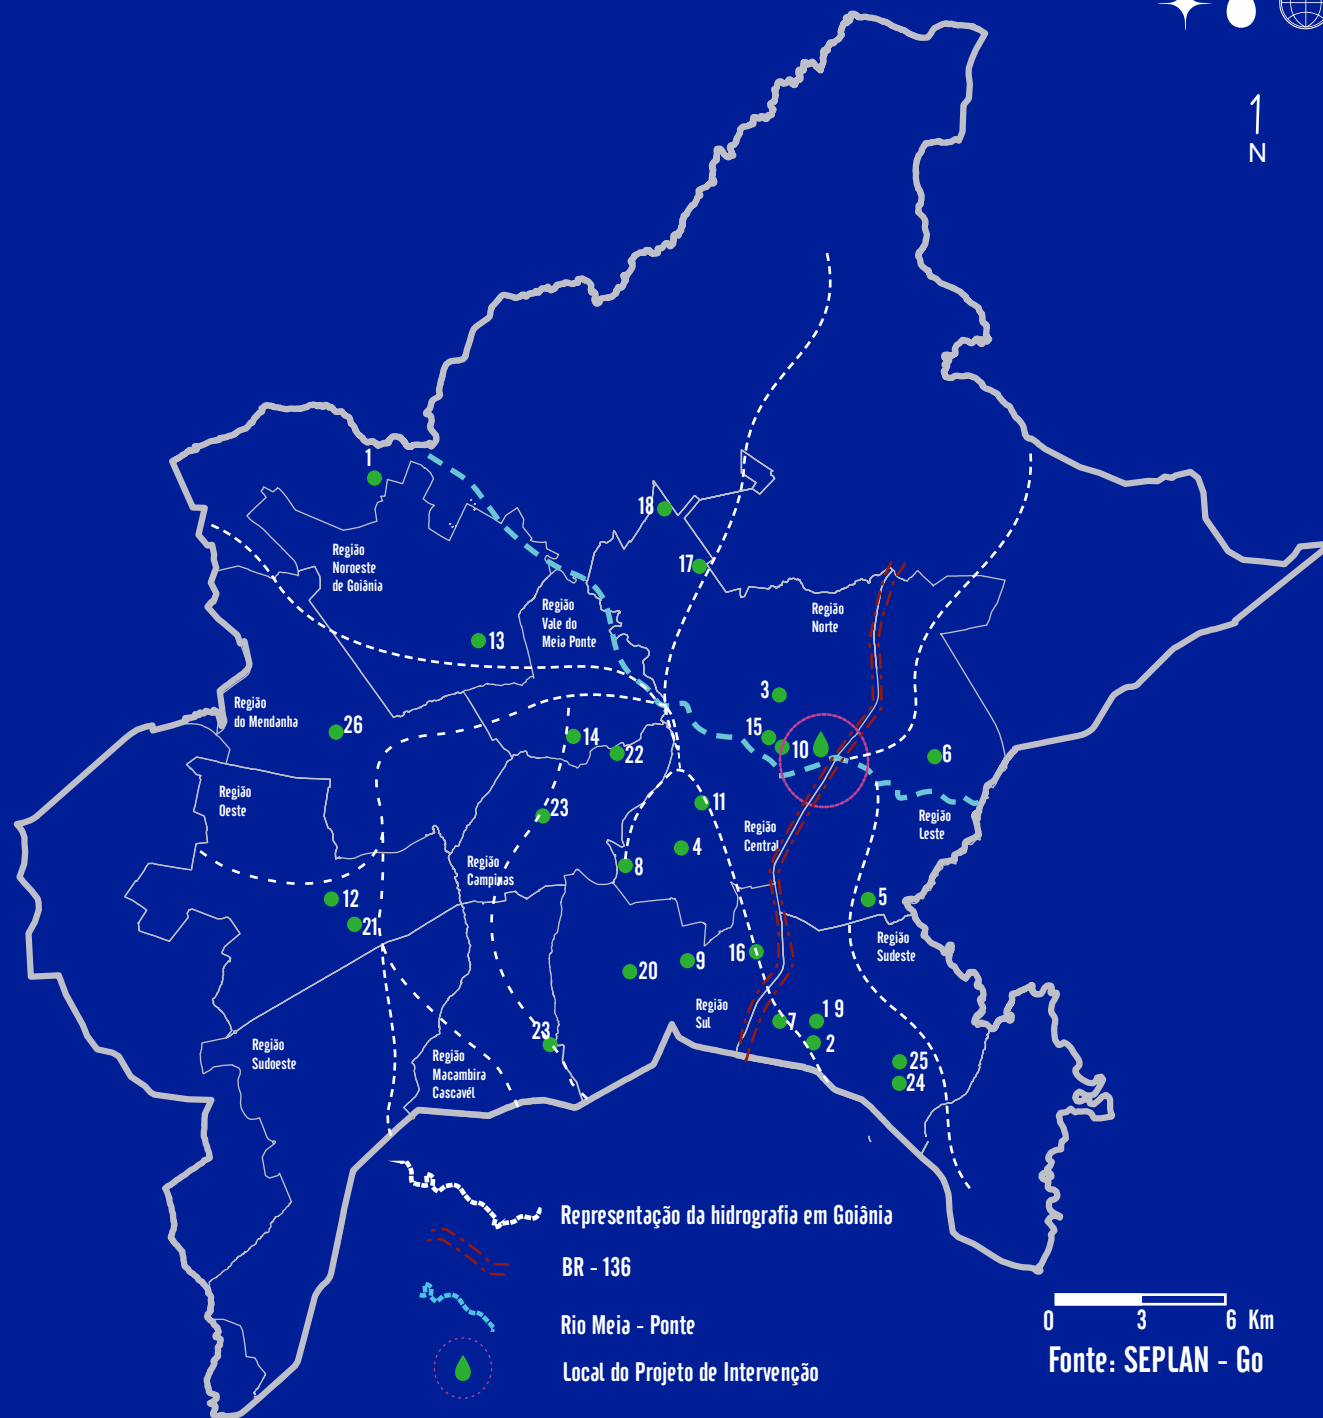 N
1
18
Região
Noroeste
de Goiânia
17
Região
Vale do
Meia Ponte
Região
Norte
13
3
Região
do Mendanha
26
14
22
15
10
6
Região
Oeste
23
11
Região
Central
Região
Leste
4
8
Região
Campinas
12
21
5
Região
Sudeste
16
9
20
Região
Sul
7
1 9
2
23
Região
Sudoeste
Região
Macambira
Cascavél
25
24
Representação da hidrografia em Goiânia
BR - 136
Rio Meia - Ponte
Local do Projeto de Intervenção
0 3 6 Km
Fonte: SEPLAN - Go